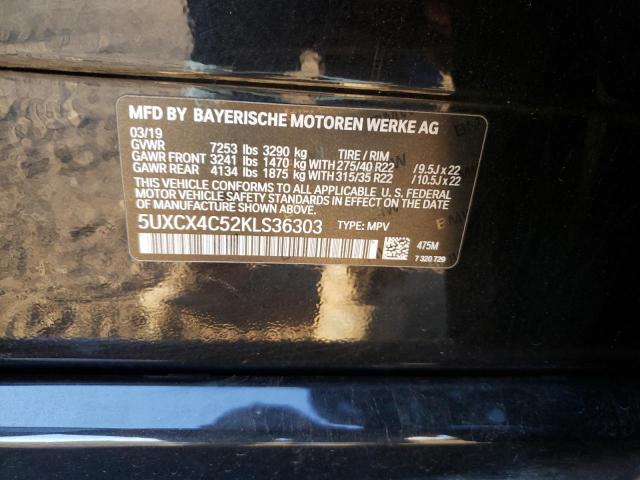 MFD BY BAYERISCHE MOTOREN WERKE AG
03/19
GVWR 7253 lbs 3290 kg TIRE / RIM
GAWR FRONT 3241 lbs 1470 kg WITH 275/40 R22 / 9.5J x 22
GAWR REAR 4134 lbs 1875 kg WITH 315/35 R22 / 10.5J x 22
THIS VEHICLE CONFORMS TO ALL APPLICABLE U. S. FEDERAL
MOTOR VEHICLE SAFETY STANDARDS IN EFFECT ON THE DATE
OF MANUFACTURE SHOWN ABOVE.
5UXCX4C52KLS36303 TYPE: MPV
475M
7 320 729